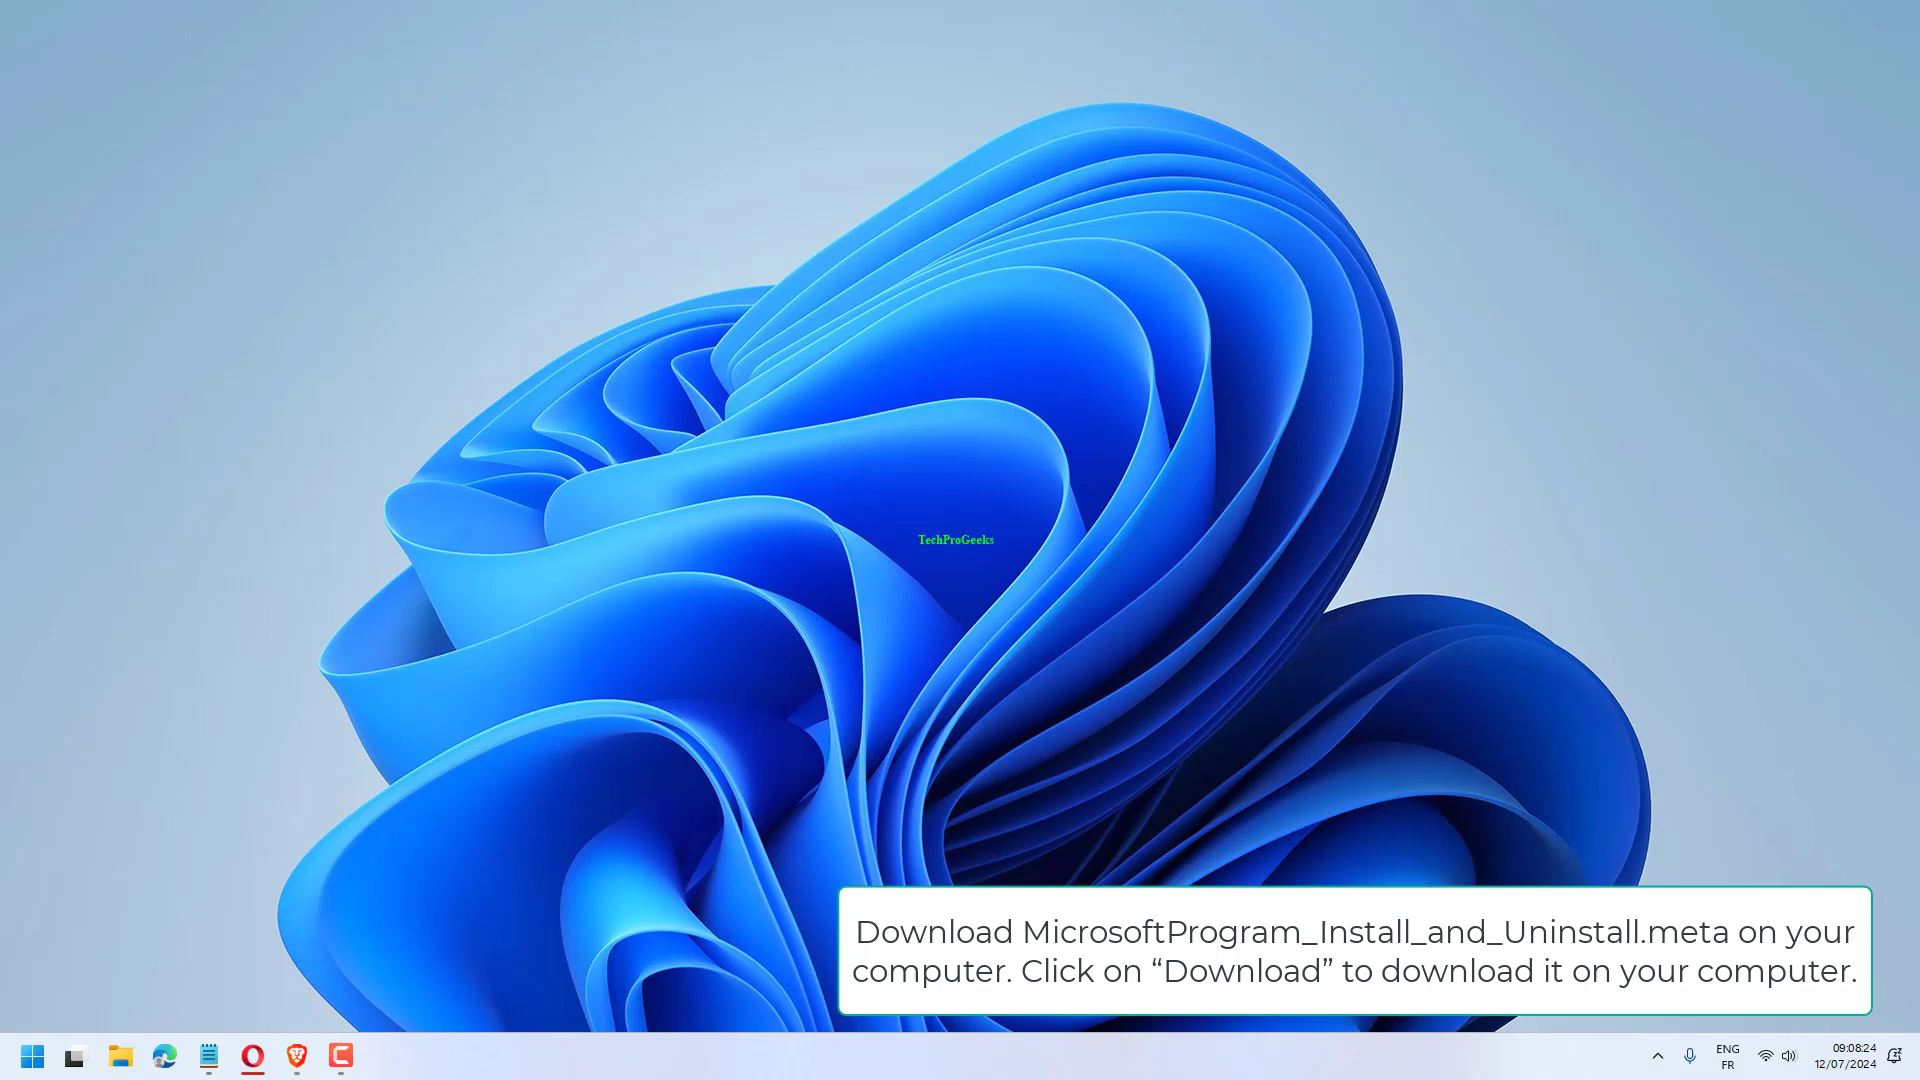 TechProGeeks
Download MicrosoftProgram_Install_and_Uninstall.meta on your
computer. Click on “Download” to download it on your computer.
ENG
FR
09:08:24
12/07/2024